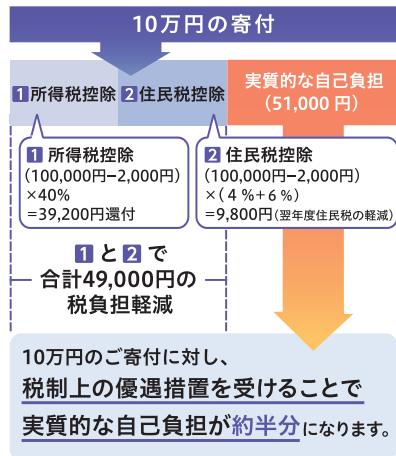 10万円の寄付
1 所得税控除 2 住民税控除
実質的な自己負担
（51,000 円）
1 所得税控除
（100,000円−2,000円）
×40%
＝39,200円還付
2 住民税控除
（100,000円−2,000円）
×（４％＋６％）
＝9,800円（翌年度住民税の軽減）
1 と 2 で
合計49,000円の
税負担軽減
10万円のご寄付に対し、
税制上の優遇措置を受けることで
実質的な自己負担が約半分になります。